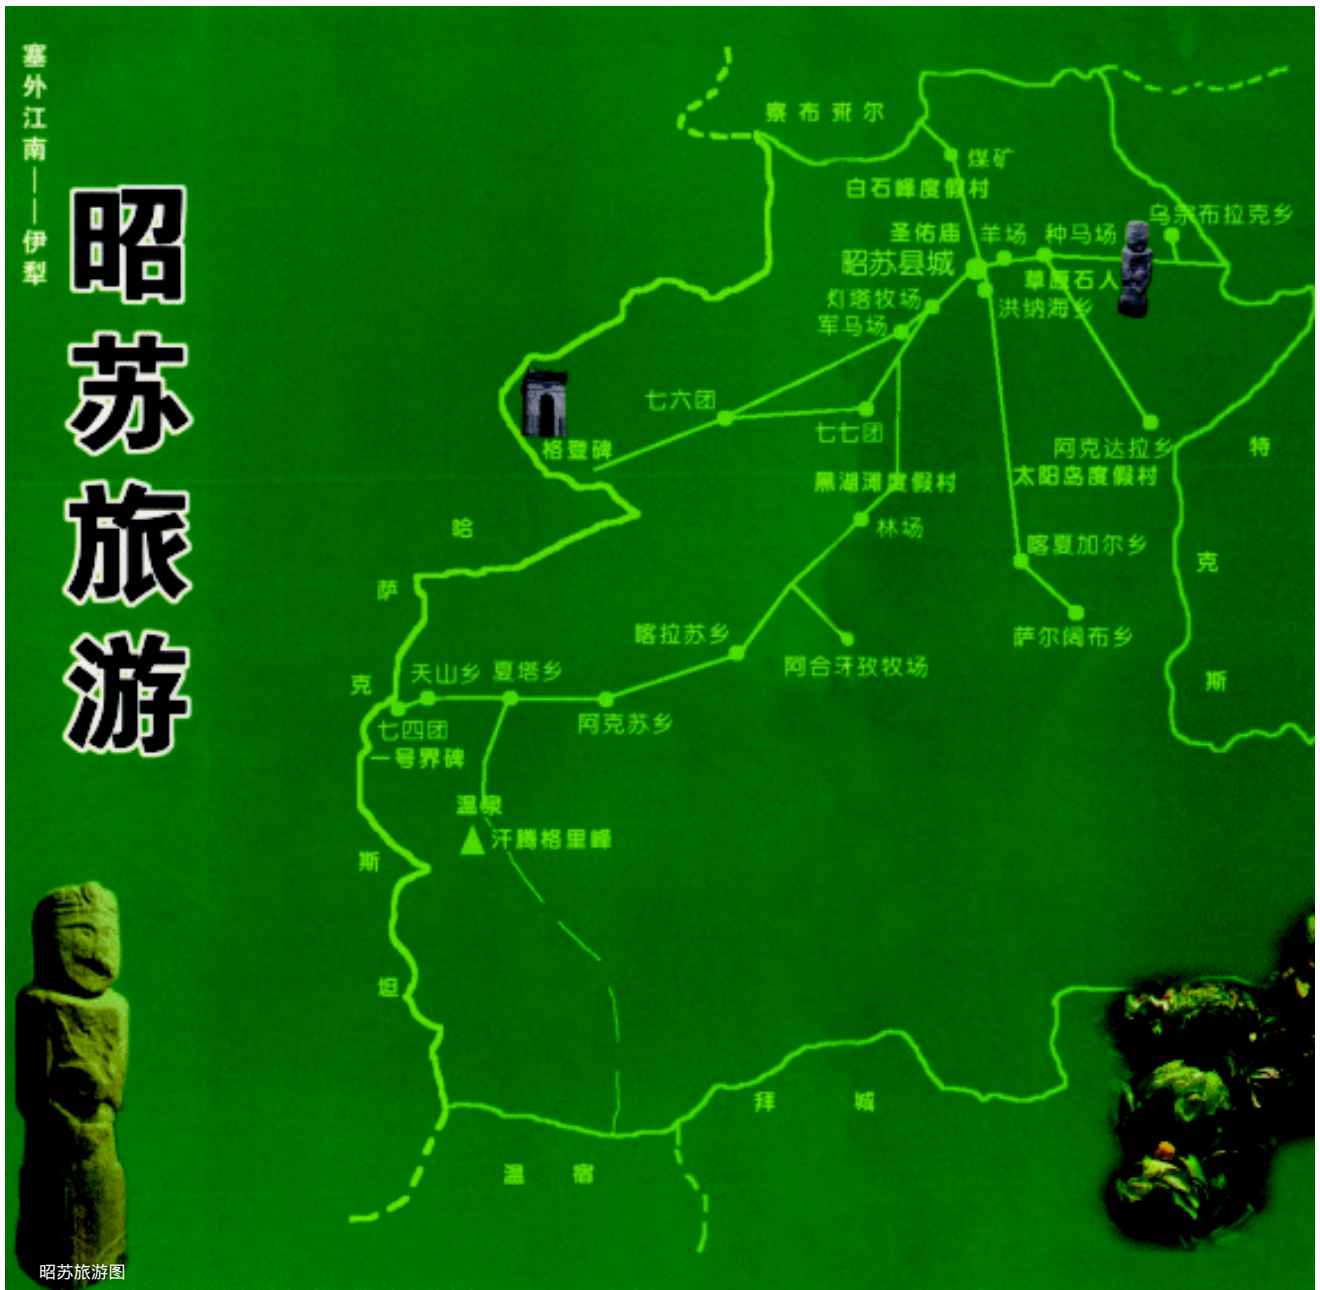 塞外江南——伊犁
昭苏旅游
察布查尔
煤矿
白石峰度假村
乌宗布拉克乡
圣佑庙
羊场
种马场
昭苏县城
草原石人
灯塔牧场
洪纳海乡
军马场
七六团
七七团
格登碑
阿克达拉乡
特克斯
黑湖滩度假村
太阳岛度假村
林场
哈萨克斯坦
喀夏加尔乡
喀拉苏乡
萨尔阔布乡
阿合牙孜牧场
天山乡
夏塔乡
七四团
阿克苏乡
一号界碑
温泉
汗腾格里峰
拜城
温宿
昭苏旅游图